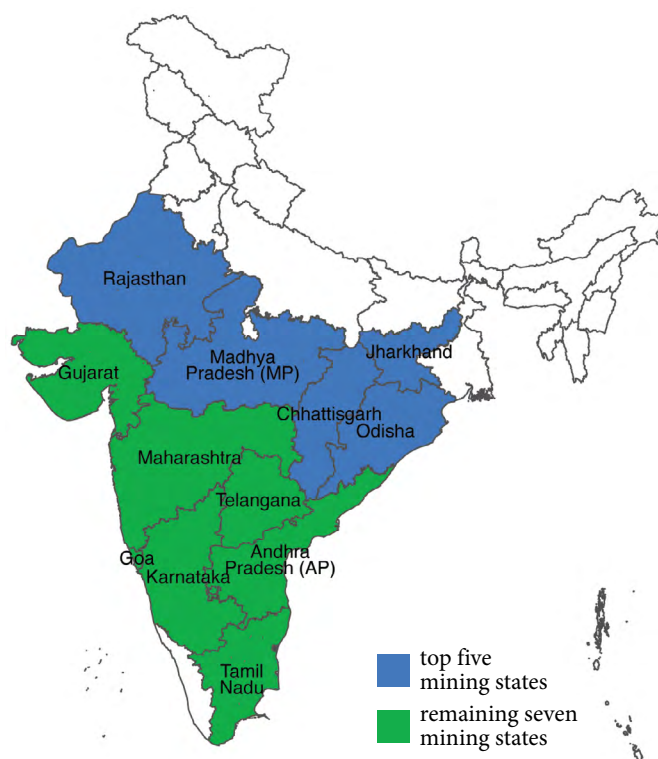 Rajasthan
Madhya
Pradesh (MP)
Jharkhand
Gujarat
Chhattisgarh
Odisha
Maharashtra
Telangana
Goa
Karnataka
Andhra
Pradesh (AP)
Tamil
Nadu
top five
mining states
remaining seven
mining states